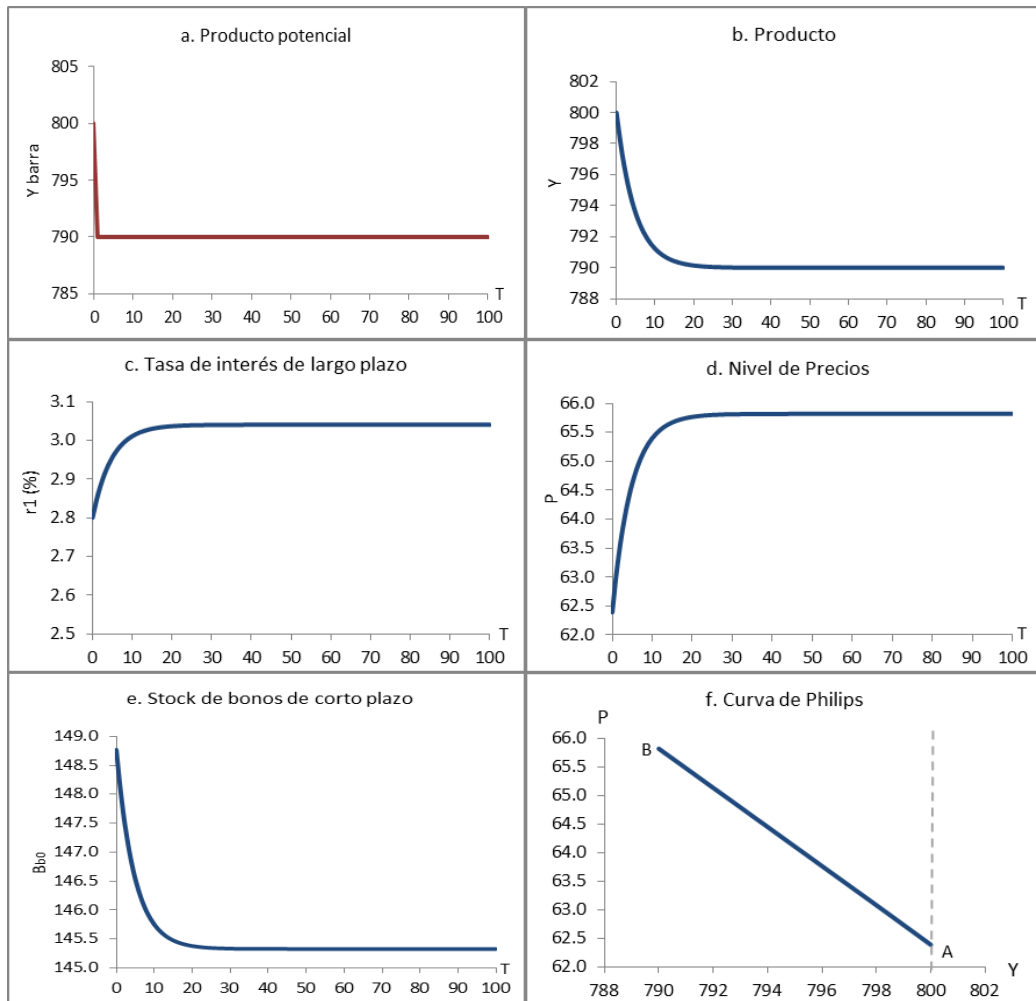 a. Producto potencial
805
800
795
790
785
Y barra
0 10 20 30 40 50 60 70 80 90 100
T
b. Producto
802
800
798
796
794
792
790
788
Y
0 10 20 30 40 50 60 70 80 90 100
T
c. Tasa de interés de largo plazo
3.1
3.0
2.9
2.8
2.7
2.6
2.5
r1 (%)
0 10 20 30 40 50 60 70 80 90 100
T
d. Nivel de Precios
66.0
65.5
65.0
64.5
64.0
63.5
63.0
62.5
62.0
P
0 10 20 30 40 50 60 70 80 90 100
T
e. Stock de bonos de corto plazo
149.0
148.5
148.0
147.5
147.0
146.5
146.0
145.5
145.0
Bb0
0 10 20 30 40 50 60 70 80 90 100
T
f. Curva de Philips
P
66.0
65.5
65.0
64.5
64.0
63.5
63.0
62.5
62.0
B
A
Y
788 790 792 794 796 798 800 802